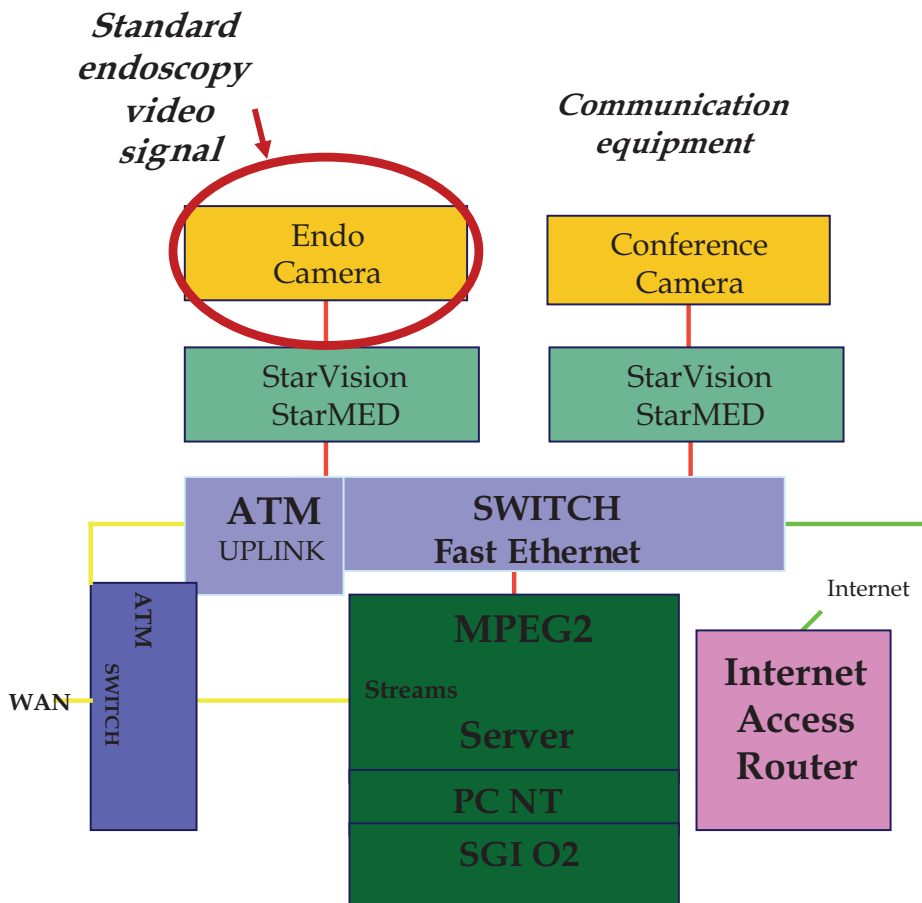 Standard
endoscopy
video
signal
Communication
equipment
Endo
Camera
Conference
Camera
StarVision
StarMED
StarVision
StarMED
ATM
UPLINK
SWITCH
Fast Ethernet
Internet
ATM
SWITCH
WAN
MPEG2
Streams
Server
PC NT
SGI O2
Internet
Access
Router